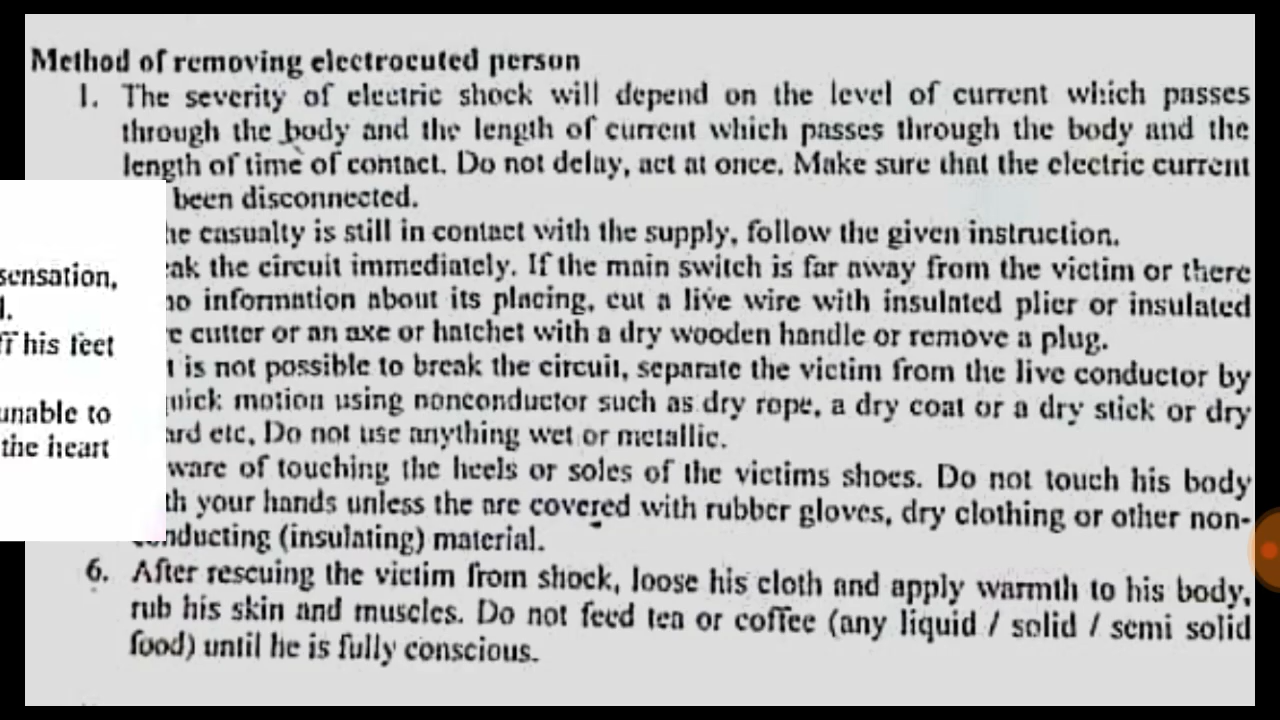 Method of removing electrocuted person
1. The severity of electric shock will depend on the level of current which passes
through the body and the length of current which passes through the body and the
length of time of contact. Do not delay, act at once. Make sure that the electric current
been disconnected.
he casualty is still in contact with the supply, follow the given instruction.
sensation,
eak the circuit immediately. If the main switch is far away from the victim or there
no information about its placing, cut a live wire with insulated plier or insulated
l.
re cutter or an axe or hatchet with a dry wooden handle or remove a plug.
ff his feet
t is not possible to break the circuit, separate the victim from the live conductor by
quick motion using nonconductor such as dry rope, a dry coat or a dry stick or dry
unable to
ard etc, Do not use anything wet or metallic.
the heart
ware of touching the heels or soles of the victims shoes. Do not touch his body
th your hands unless the are covered with rubber gloves, dry clothing or other non-
conducting (insulating) material.
6. After rescuing the victim from shock, loose his cloth and apply warmth to his body,
rub his skin and muscles. Do not feed tea or coffee (any liquid / solid / semi solid
food) until he is fully conscious.